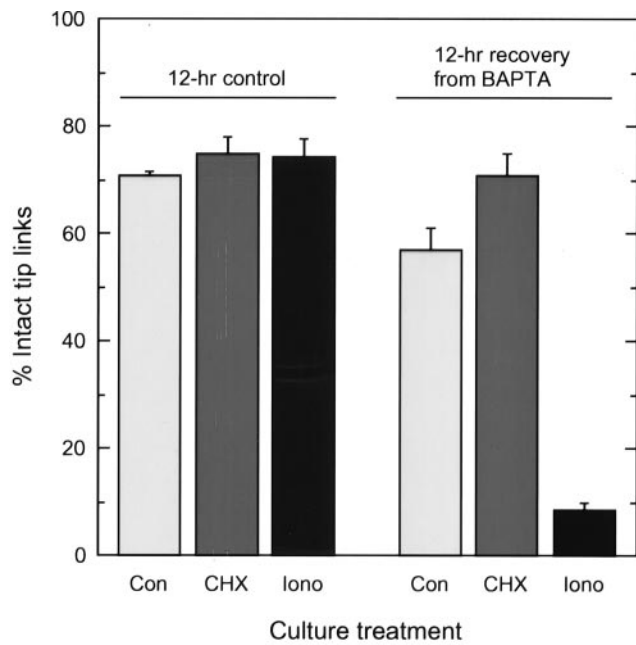 100
80
60
40
20
0
% Intact tip links
12-hr control
12-hr recovery
from BAPTA
Con CHX Iono Con CHX Iono
Culture treatment